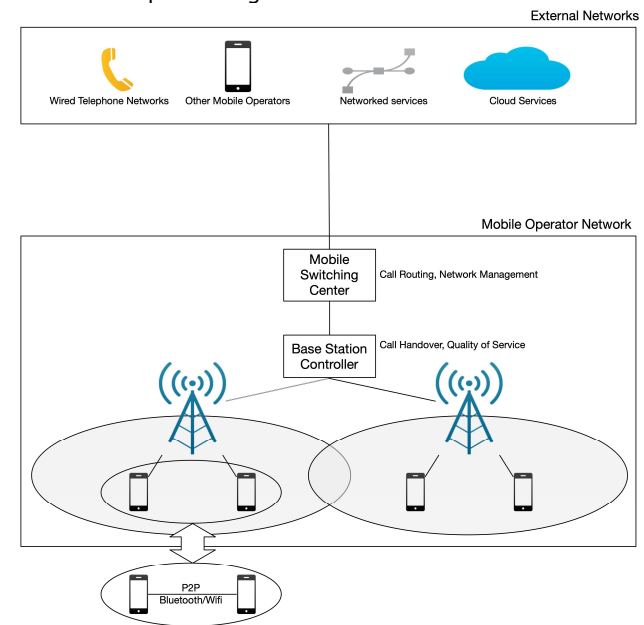 External Networks
Wired Telephone Networks
Other Mobile Operators
Networked services
Cloud Services
Mobile Operator Network
Mobile
Switching
Center
Call Routing, Network Management
Base Station
Controller
Call Handover, Quality of Service
P2P
Bluetooth/Wifi